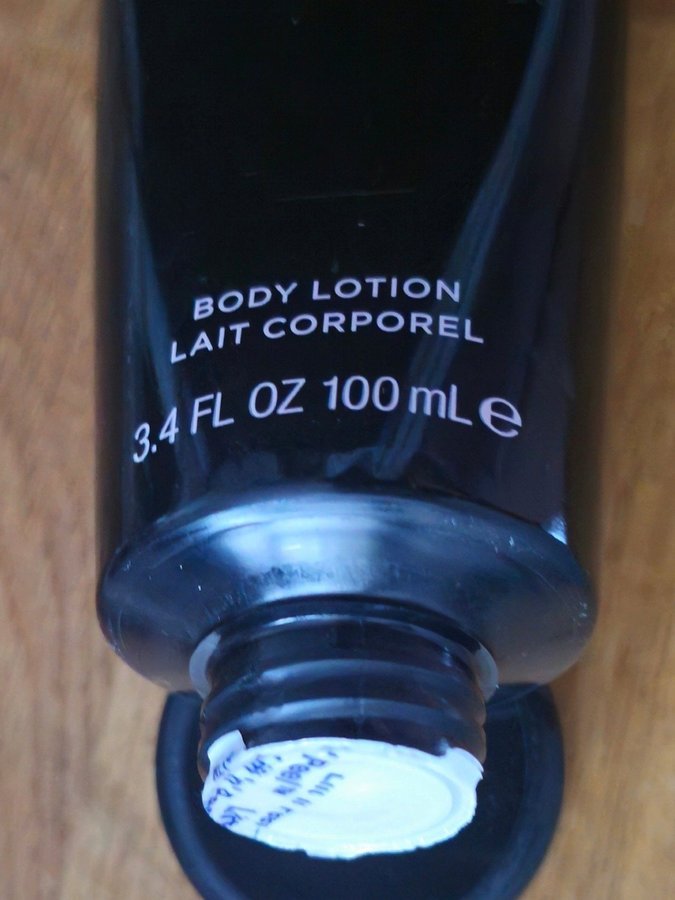 BODY LOTION
LAIT CORPOREL
3.4 FL OZ 100 mL e